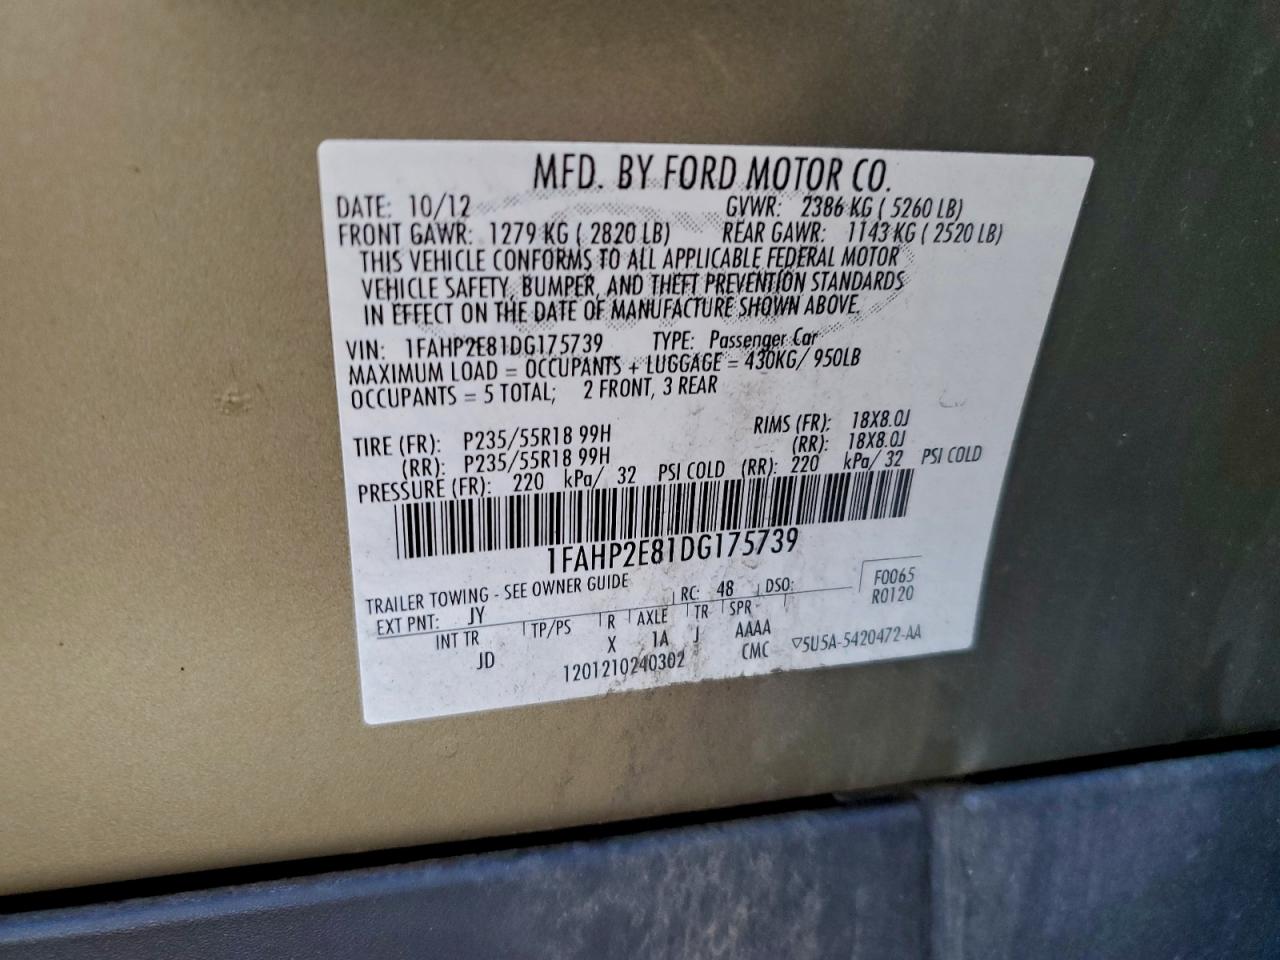 MFD. BY FORD MOTOR CO.
DATE: 10/12 GVWR: 2386 KG ( 5260 LB)
FRONT GAWR: 1279 KG ( 2820 LB) REAR GAWR: 1143 KG ( 2520 LB)
THIS VEHICLE CONFORMS TO ALL APPLICABLE FEDERAL MOTOR
VEHICLE SAFETY, BUMPER, AND THEFT PREVENTION STANDARDS
IN EFFECT ON THE DATE OF MANUFACTURE SHOWN ABOVE.
VIN: 1FAHP2E81DG175739 TYPE: Passenger Car
MAXIMUM LOAD = OCCUPANTS + LUGGAGE = 430KG/ 950LB
OCCUPANTS = 5 TOTAL; 2 FRONT, 3 REAR
TIRE (FR): P235/55R18 99H RIMS (FR): 18X8.0J
(RR): P235/55R18 99H (RR): 18X8.0J
PRESSURE (FR): 220 kPa/ 32 PSI COLD (RR): 220 kPa/ 32 PSI COLD
1FAHP2E81DG175739
TRAILER TOWING - SEE OWNER GUIDE
EXT PNT: JY RC: 48 DSO: F0065
R0120
INT TR TP/PS R AXLE TR SPR
JD X 1A J AAAA
1201210240302 CMC ▽5U5A-5420472-AA